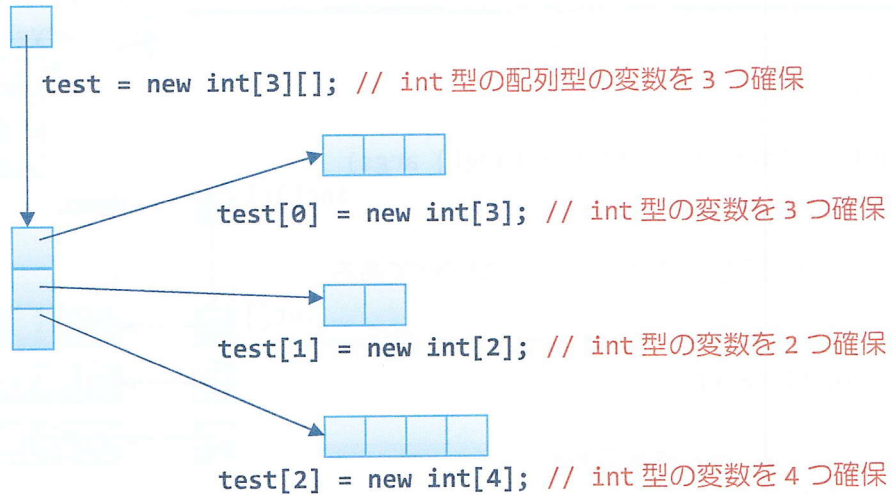 test = new int[3][]; // int 型の配列型の変数を 3 つ確保
test[0] = new int[3]; // int 型の変数を 3 つ確保
test[1] = new int[2]; // int 型の変数を 2 つ確保
test[2] = new int[4]; // int 型の変数を 4 つ確保